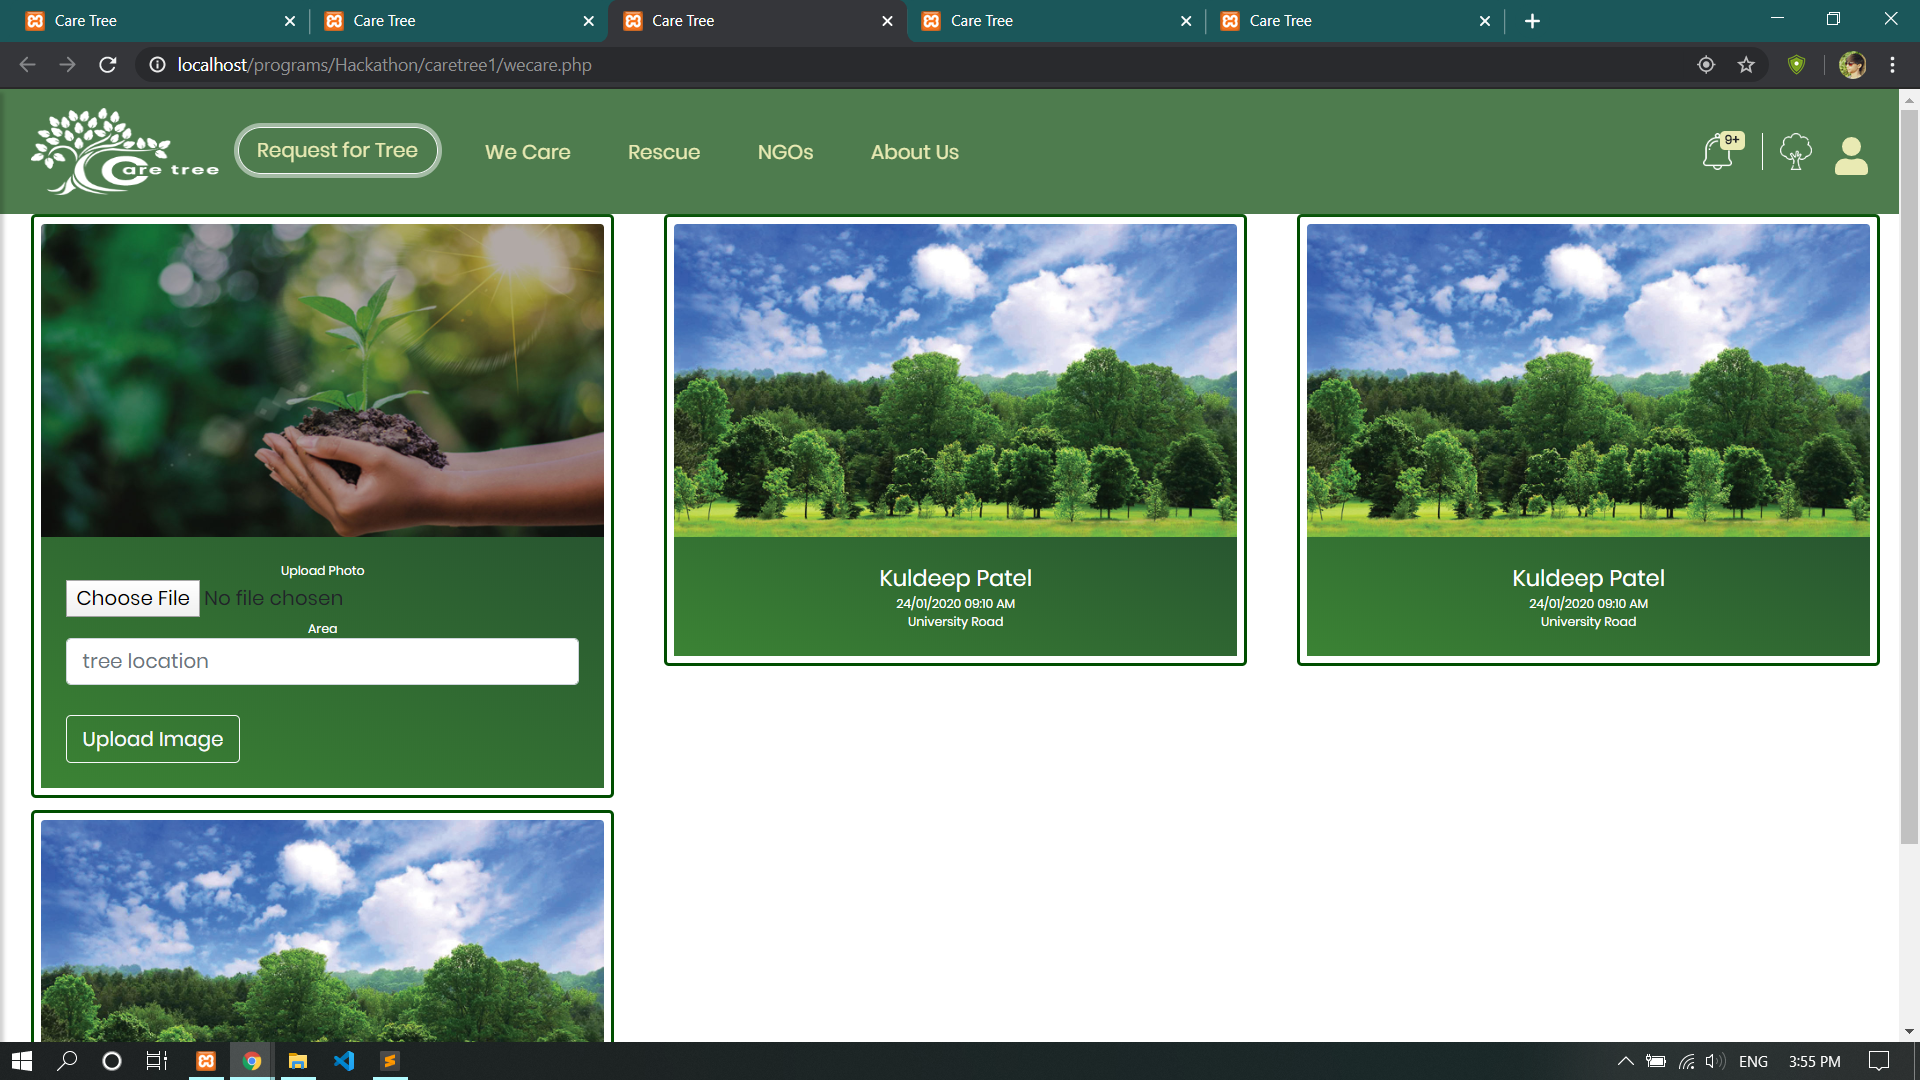 Care Tree
Care Tree
Care Tree
Care Tree
Care Tree
localhost/programs/Hackathon/caretree1/wecare.php
Care tree
Request for Tree
We Care
Rescue
NGOs
About Us
9+
Upload Photo
Choose File No file chosen
Area
tree location
Upload Image
Kuldeep Patel
24/01/2020 09:10 AM
University Road
Kuldeep Patel
24/01/2020 09:10 AM
University Road
ENG
3:55 PM